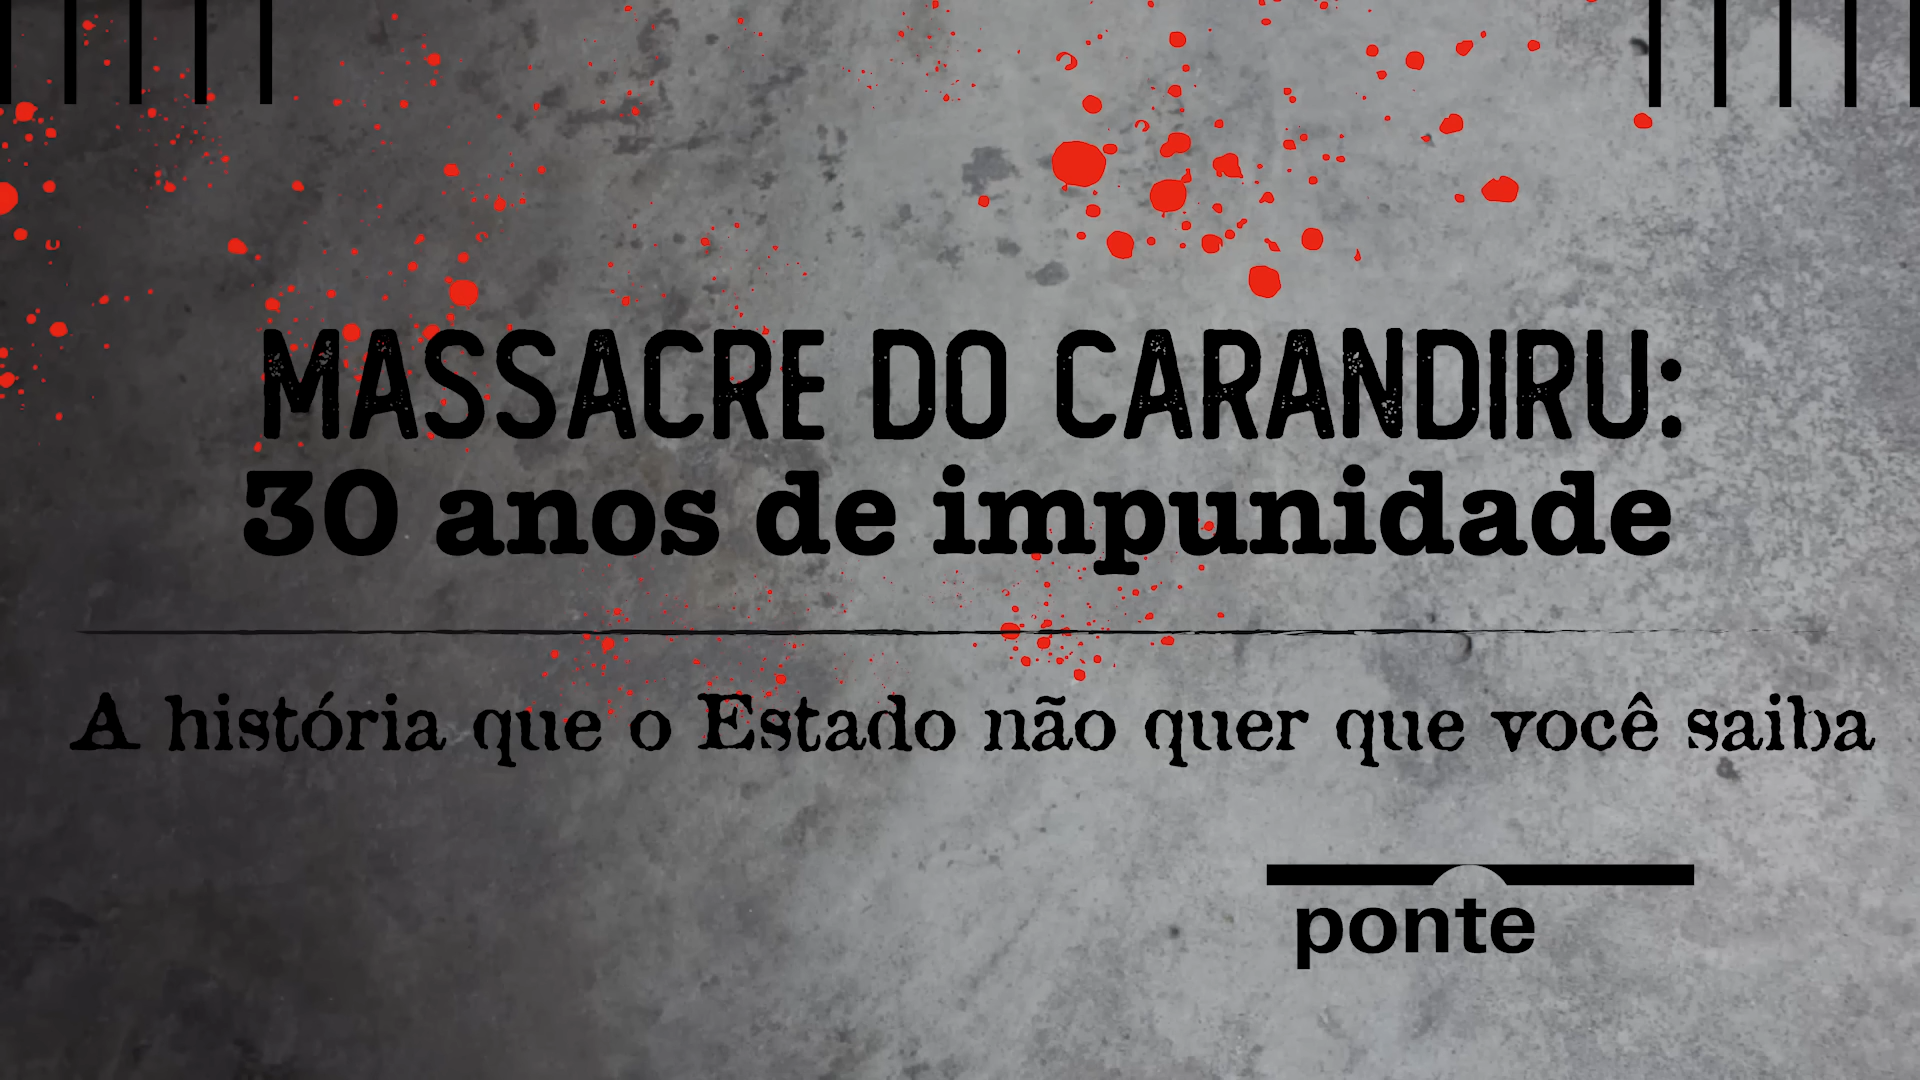 MASSACRE DO CARANDIRU:
30 anos de impunidade
A história que o Estado não quer que você saiba
ponte